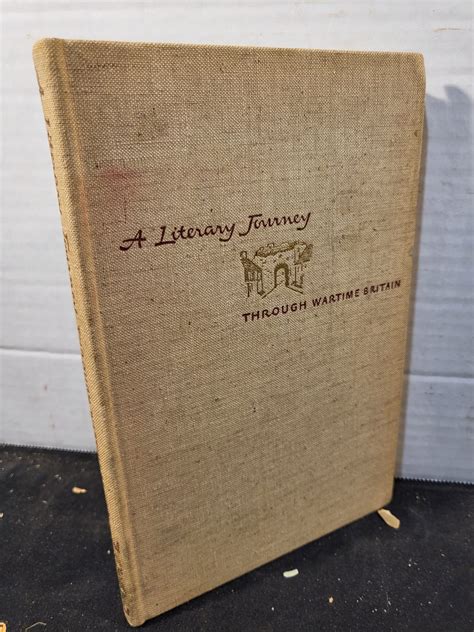 A Literary Journey
THROUGH WARTIME BRITAIN